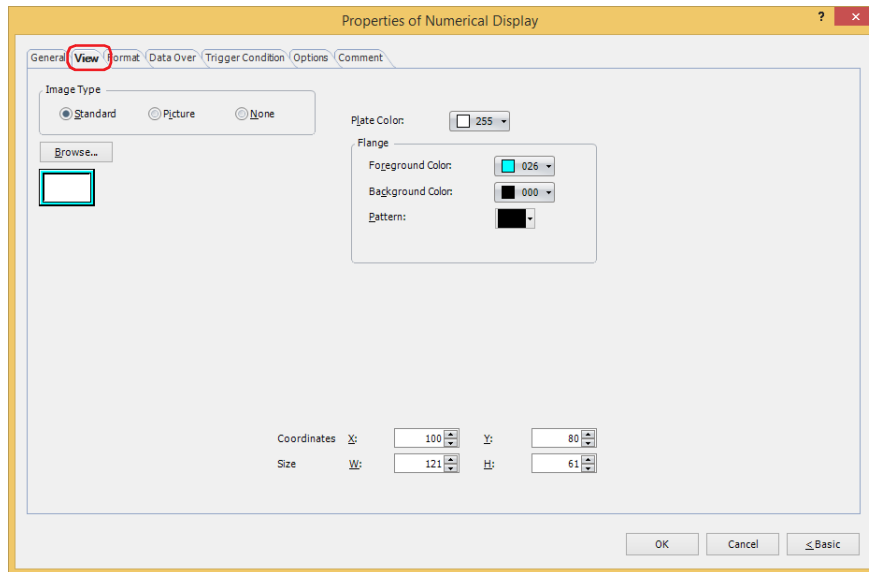 Properties of Numerical Display
? ×
General View Format Data Over Trigger Condition Options Comment
Image Type
Standard Picture None
Browse...
Plate Color: 255
Flange
Foreground Color: 026
Background Color: 000
Pattern:
Coordinates X: 100 Y: 80
Size W: 121 H: 61
OK Cancel < Basic